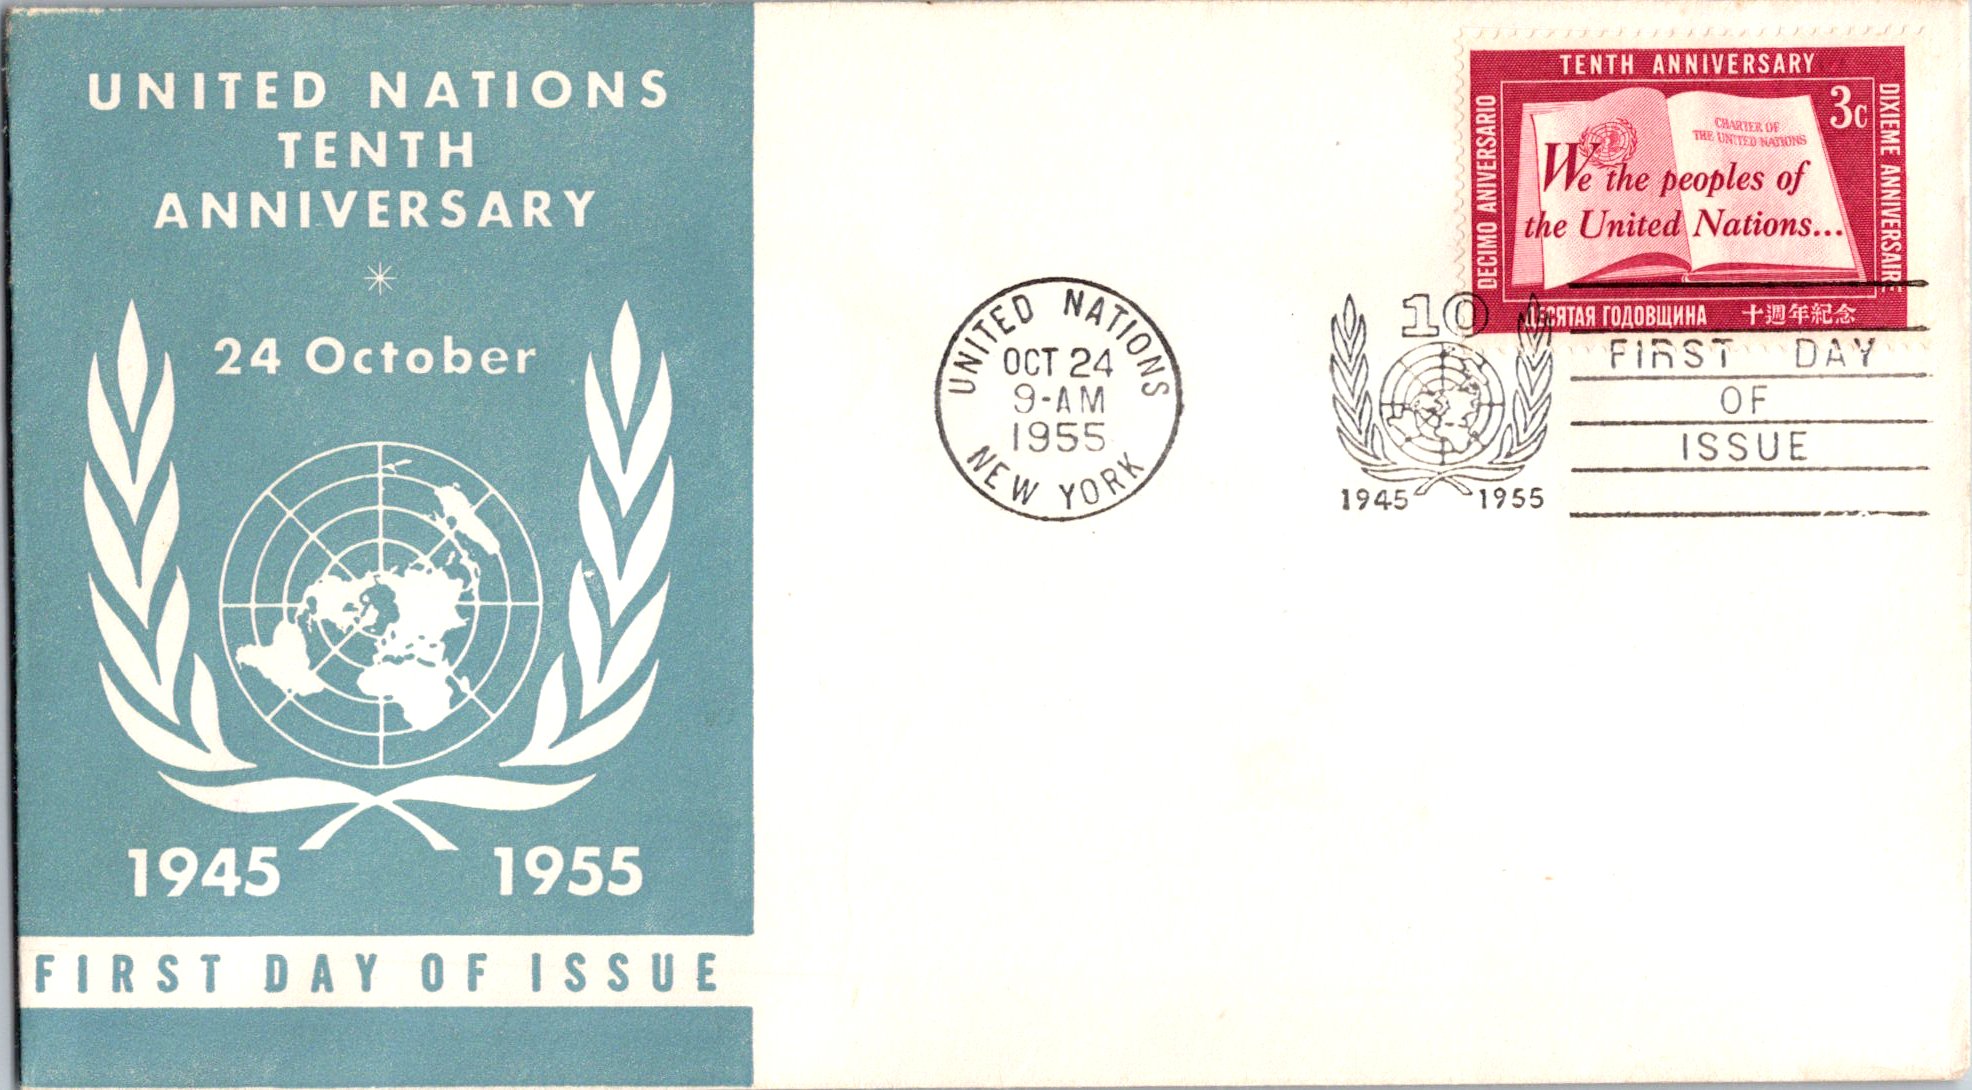 UNITED NATIONS
TENTH
ANNIVERSARY
24 October
1945 1955
FIRST DAY OF ISSUE
UNITED NATIONS
OCT 24
9-AM
1955
NEW YORK
10
1945 1955
FIRST DAY
OF
ISSUE
TENTH ANNIVERSARY
DECIMO ANIVERSARIO
DIXIEME ANNIVERSAIRE
3c
CHARTER OF
THE UNITED NATIONS
We the peoples of
the United Nations...
ДЕСЯТАЯ ГОДОВЩИНА 十週年紀念